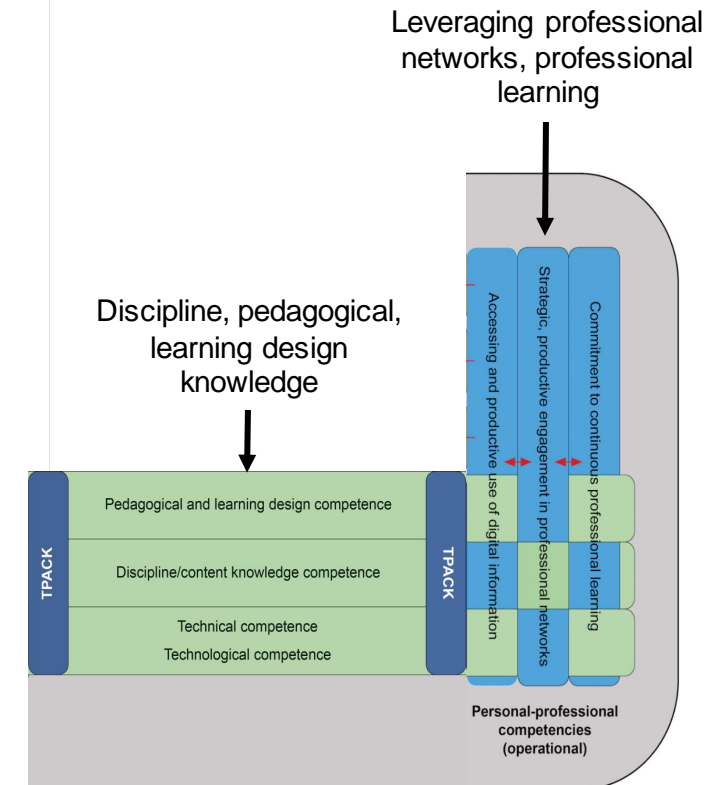 Leveraging professional
networks, professional
learning
Discipline, pedagogical,
learning design
knowledge
TPACK
Pedagogical and learning design competence
Discipline/content knowledge competence
Technical competence
Technological competence
TPACK
Accessing and productive use of digital information
Strategic, productive engagement in professional networks
Commitment to continuous professional learning
Personal-professional
competencies
(operational)